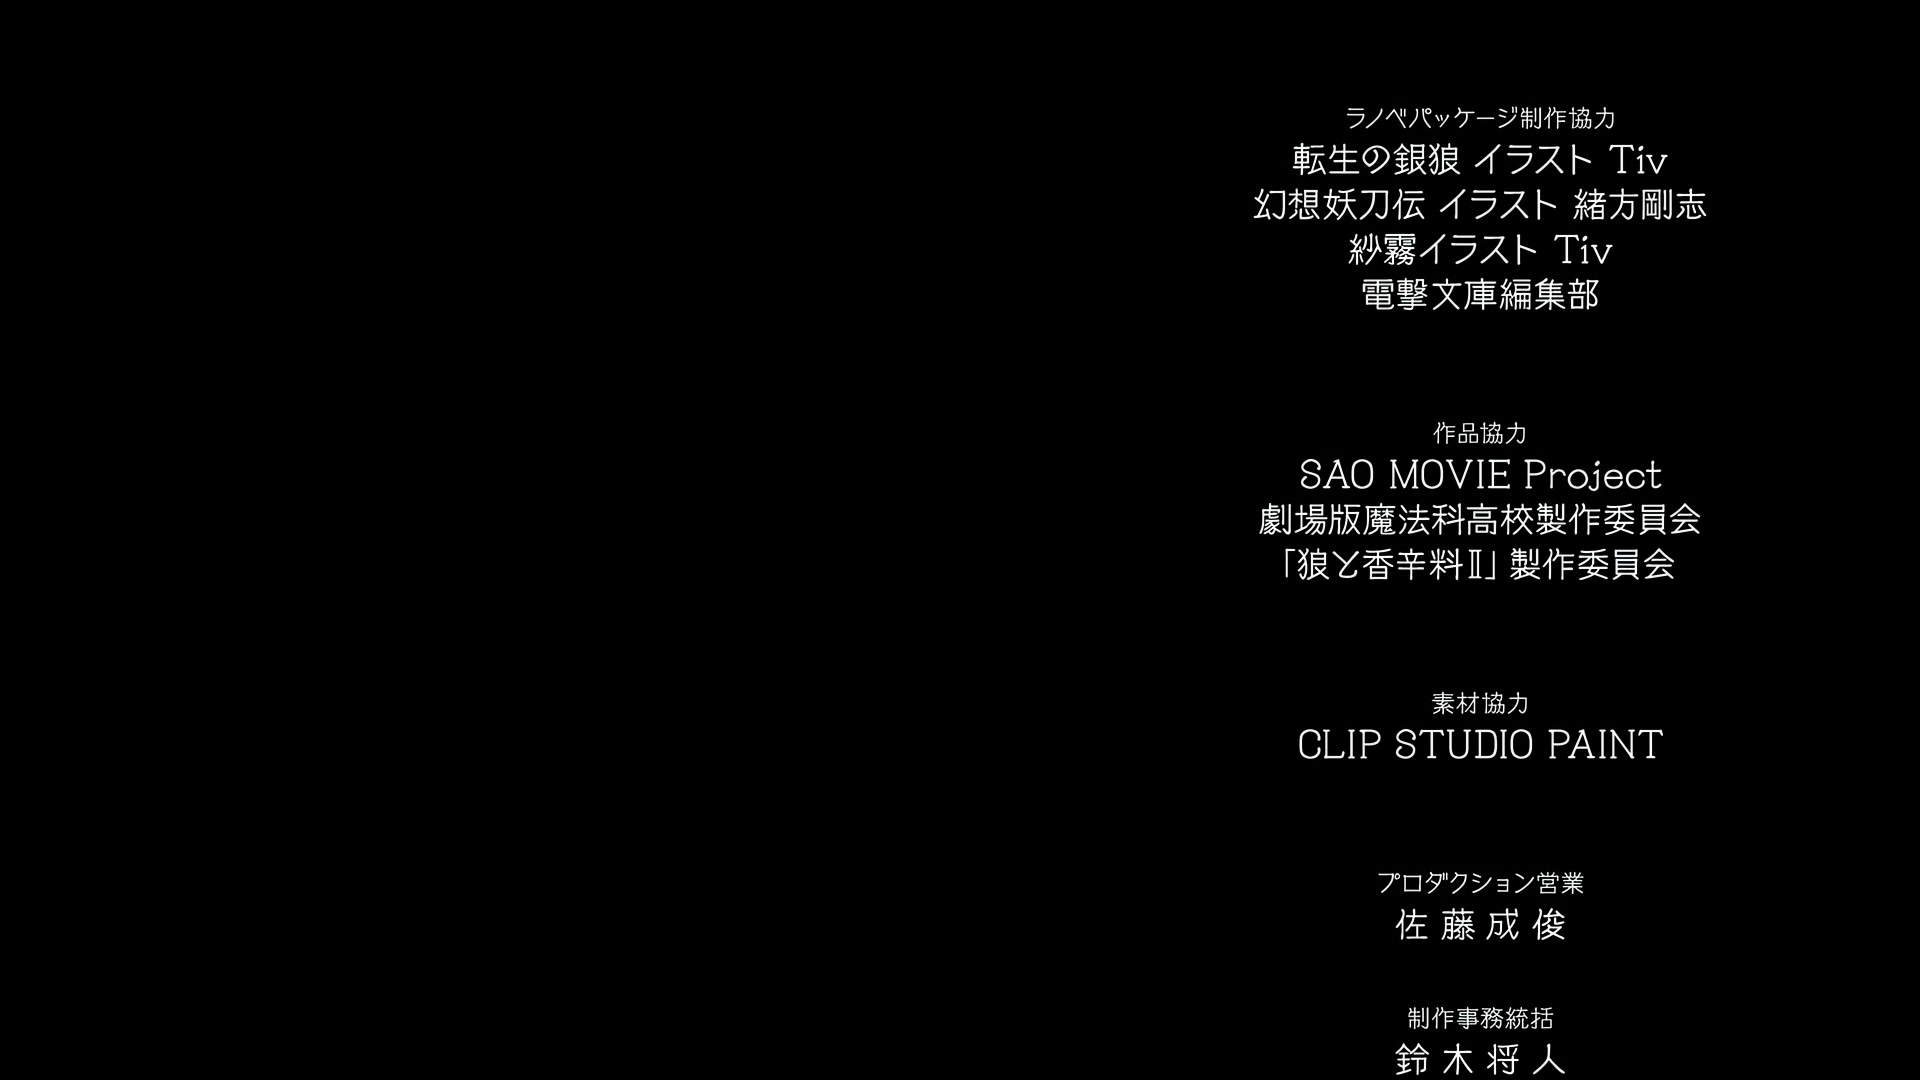 ラノベパッケージ制作協力
転生の銀狼 イラスト Tiv
幻想妖刀伝 イラスト 緒方剛志
紗霧イラスト Tiv
電撃文庫編集部
作品協力
SAO MOVIE Project
劇場版魔法科高校製作委員会
「狼と香辛料Ⅱ」製作委員会
素材協力
CLIP STUDIO PAINT
プロダクション営業
佐藤成俊
制作事務統括
鈴木将人